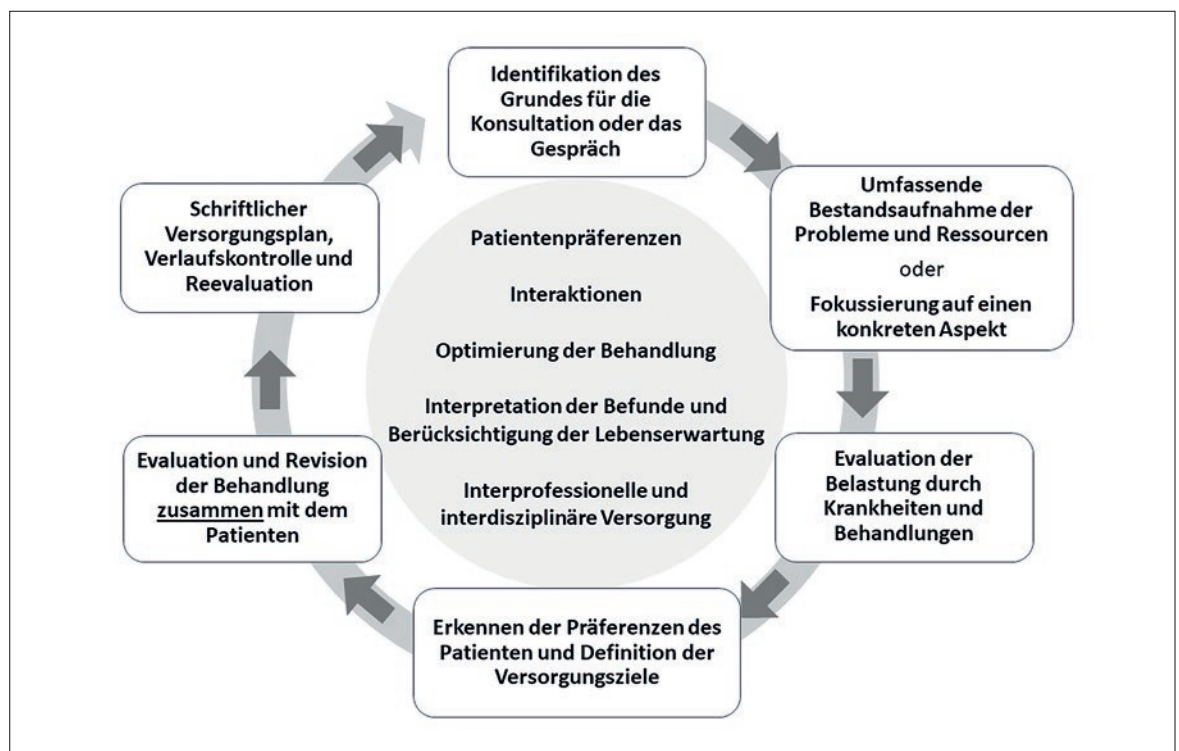 Identifikation des
Grundes für die
Konsultation oder das
Gespräch
Umfassende
Bestandsaufnahme der
Probleme und Ressourcen
oder
Fokussierung auf einen
konkreten Aspekt
Evaluation der
Belastung durch
Krankheiten und
Behandlungen
Erkennen der Präferenzen des
Patienten und Definition der
Versorgungsziele
Evaluation und Revision
der Behandlung
zusammen mit dem
Patienten
Schriftlicher
Versorgungsplan,
Verlaufskontrolle und
Reevaluation
Patientenpräferenzen
Interaktionen
Optimierung der Behandlung
Interpretation der Befunde und
Berücksichtigung der Lebenserwartung
Interprofessionelle und
interdisziplinäre Versorgung